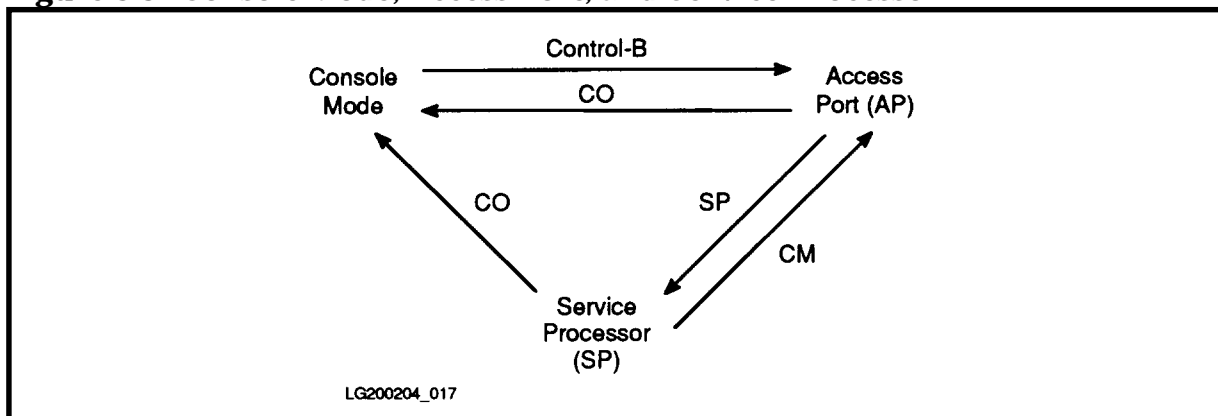 Control-B
Console
Mode
CO
Access
Port (AP)
CO
SP
CM
Service
Processor
(SP)
LG200204_017